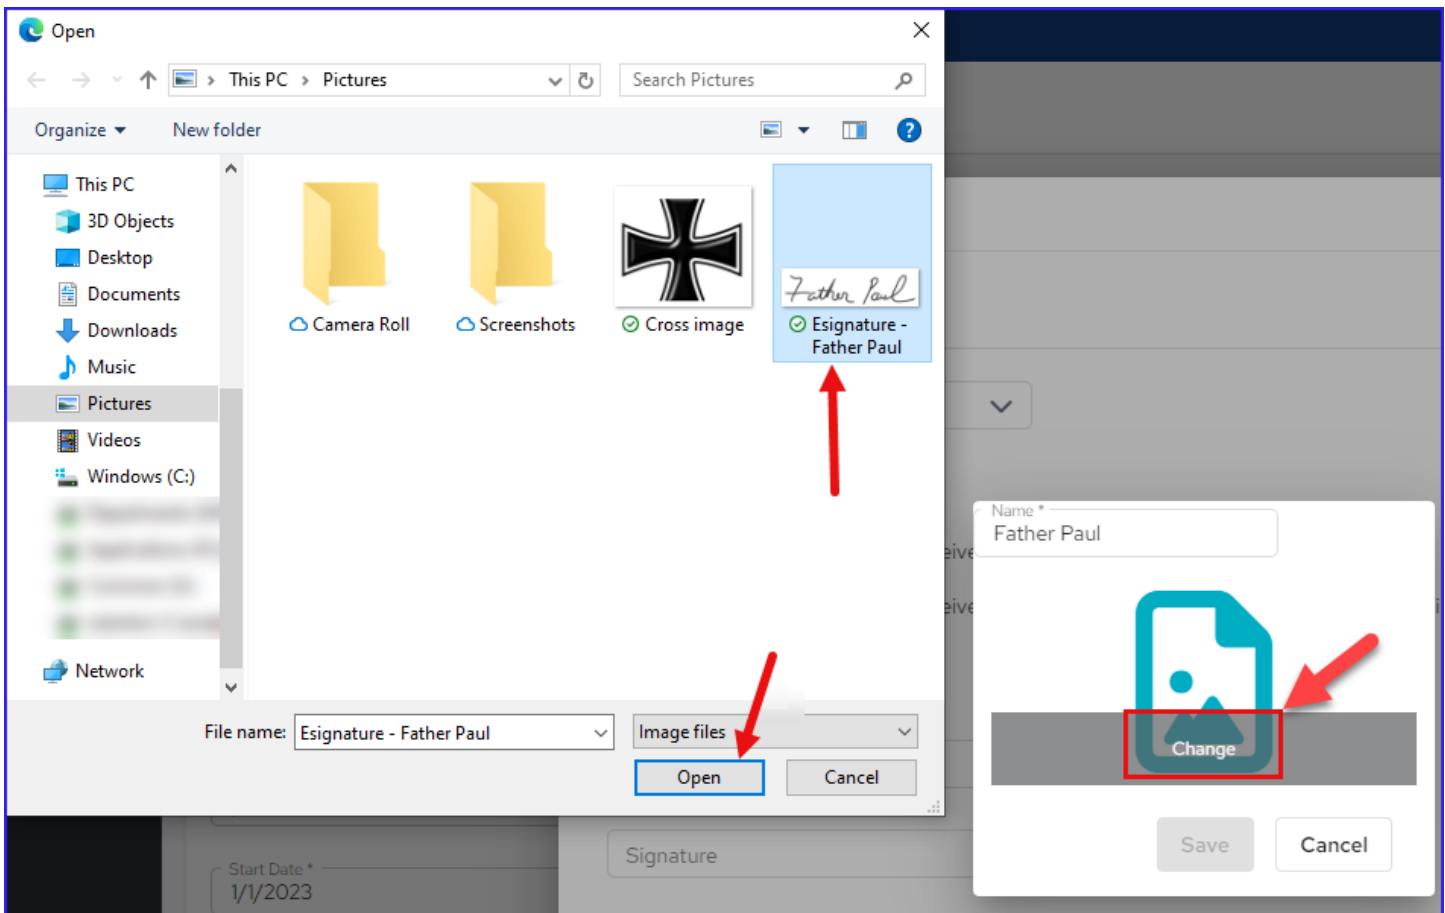 Open
This PC > Pictures
Search Pictures
Organize
New folder
?
This PC
3D Objects
Desktop
Documents
Downloads
Music
Pictures
Videos
Windows (C:)
Network
Camera Roll
Screenshots
Cross image
Father Paul
Esignature -
Father Paul
File name:
Esignature - Father Paul
Image files
Open
Cancel
Name *
Father Paul
Change
Save
Cancel
Signature
Start Date *
1/1/2023